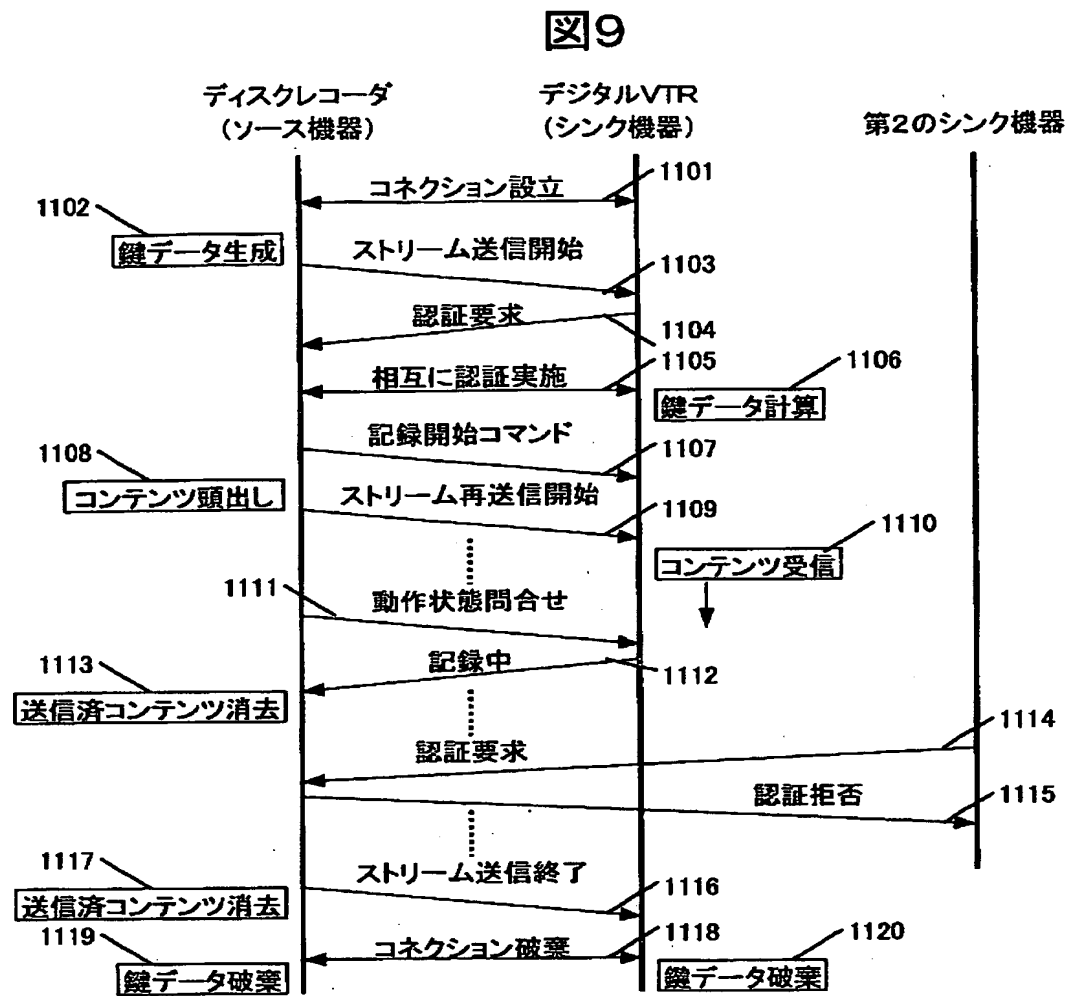 図9
ディスクレコーダ
（ソース機器）
デジタルVTR
（シンク機器）
第2のシンク機器
コネクション設立
1101
1102
鍵データ生成
ストリーム送信開始
1103
認証要求
1104
相互に認証実施
1105
1106
鍵データ計算
記録開始コマンド
1107
1108
コンテンツ頭出し
ストリーム再送信開始
1109
1110
コンテンツ受信
1111
動作状態問合せ
記録中
1112
1113
送信済コンテンツ消去
認証要求
1114
認証拒否
1115
ストリーム送信終了
1116
1117
送信済コンテンツ消去
コネクション破棄
1118
1119
鍵データ破棄
1120
鍵データ破棄